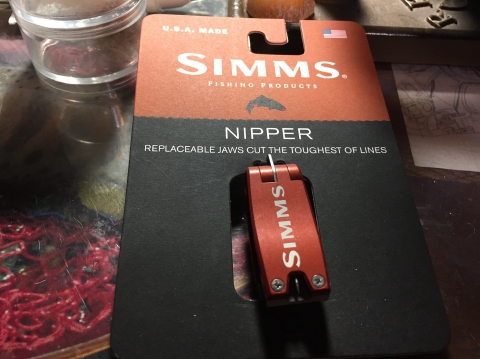 U.S.A. MADE
SIMMS®
FISHING PRODUCTS
NIPPER
REPLACEABLE JAWS CUT THE TOUGHEST OF LINES
SIMMS